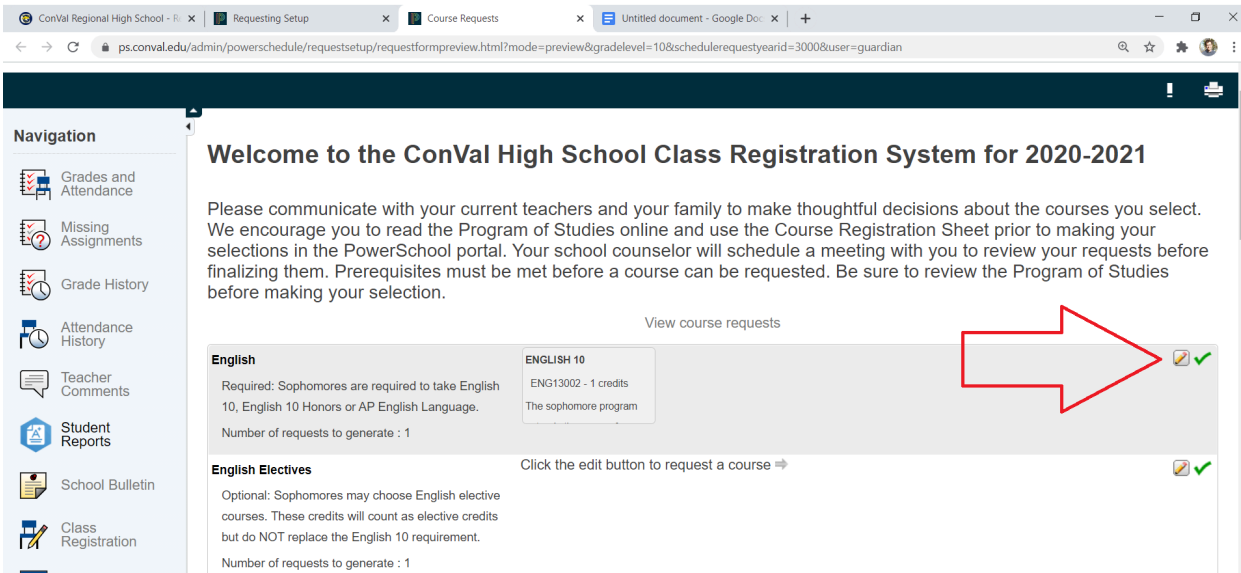 ConVal Regional High School - R
Requesting Setup
Course Requests
Untitled document - Google Doc
ps.conval.edu/admin/powerschedule/requestsetup/requestformpreview.html?mode=preview&gradelevel=10&schedulerequestyearid=3000&user=guardian
Navigation
Grades and
Attendance
Missing
Assignments
Grade History
Attendance
History
Teacher
Comments
Student
Reports
School Bulletin
Class
Registration
Welcome to the ConVal High School Class Registration System for 2020-2021
Please communicate with your current teachers and your family to make thoughtful decisions about the courses you select.
We encourage you to read the Program of Studies online and use the Course Registration Sheet prior to making your
selections in the PowerSchool portal. Your school counselor will schedule a meeting with you to review your requests before
finalizing them. Prerequisites must be met before a course can be requested. Be sure to review the Program of Studies
before making your selection.
View course requests
English
Required: Sophomores are required to take English
10, English 10 Honors or AP English Language.
Number of requests to generate : 1
ENGLISH 10
ENG13002 - 1 credits
The sophomore program
English Electives
Optional: Sophomores may choose English elective
courses. These credits will count as elective credits
but do NOT replace the English 10 requirement.
Number of requests to generate : 1
Click the edit button to request a course